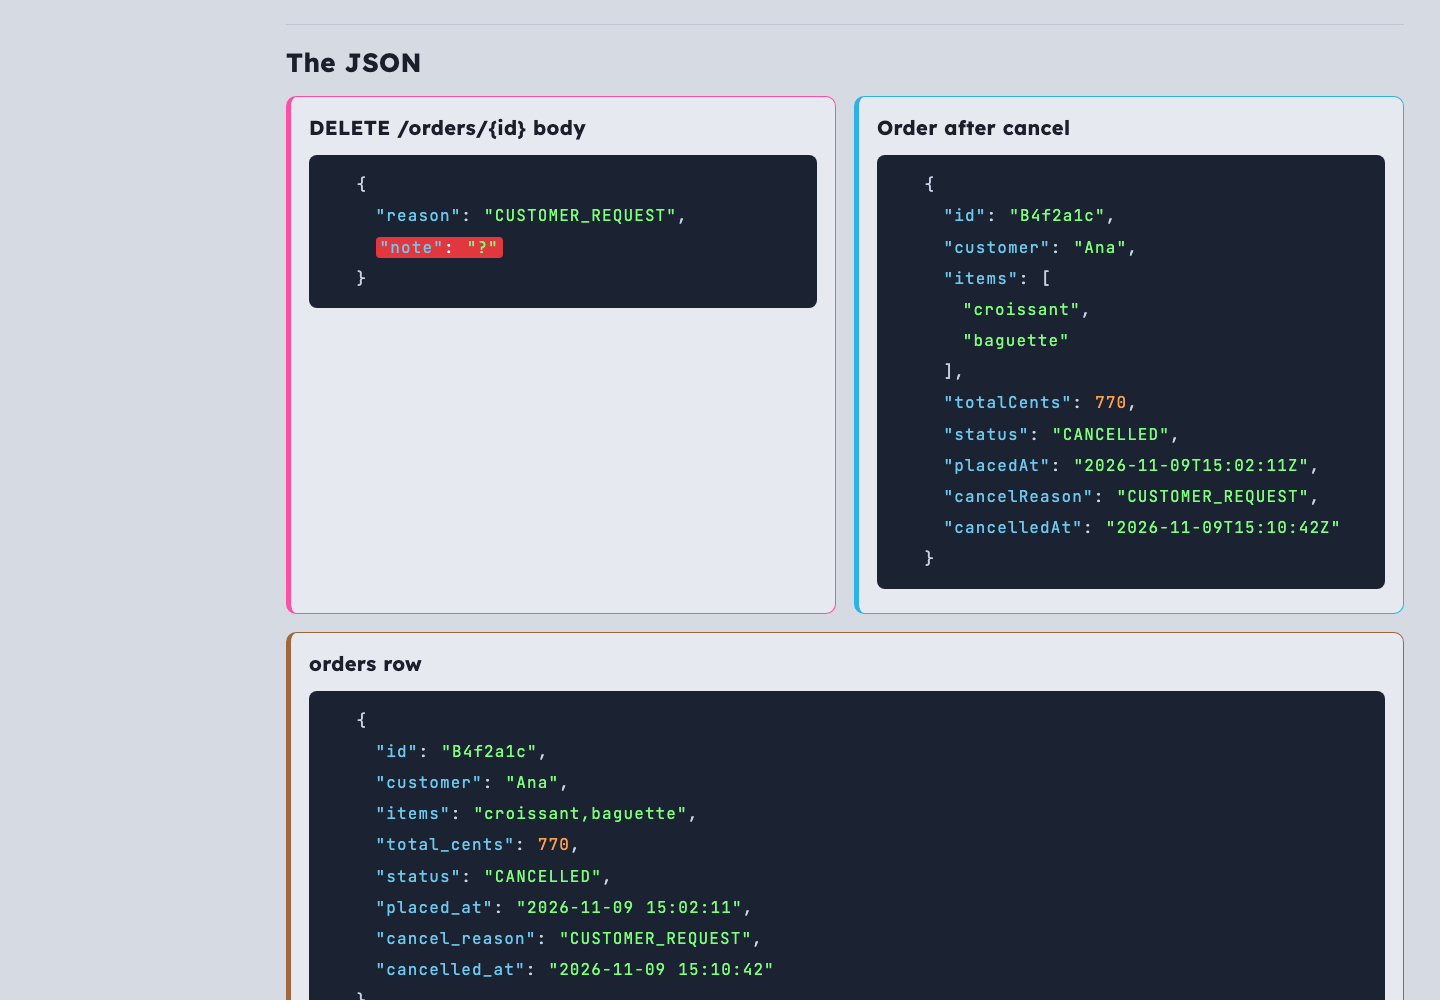 The JSON
DELETE /orders/{id} body
{
"reason": "CUSTOMER_REQUEST",
"note": "?"
}
Order after cancel
{
"id": "B4f2a1c",
"customer": "Ana",
"items": [
"croissant",
"baguette"
],
"totalCents": 770,
"status": "CANCELLED",
"placedAt": "2026-11-09T15:02:11Z",
"cancelReason": "CUSTOMER_REQUEST",
"cancelledAt": "2026-11-09T15:10:42Z"
}
orders row
{
"id": "B4f2a1c",
"customer": "Ana",
"items": "croissant,baguette",
"total_cents": 770,
"status": "CANCELLED",
"placed_at": "2026-11-09 15:02:11",
"cancel_reason": "CUSTOMER_REQUEST",
"cancelled_at": "2026-11-09 15:10:42"
}